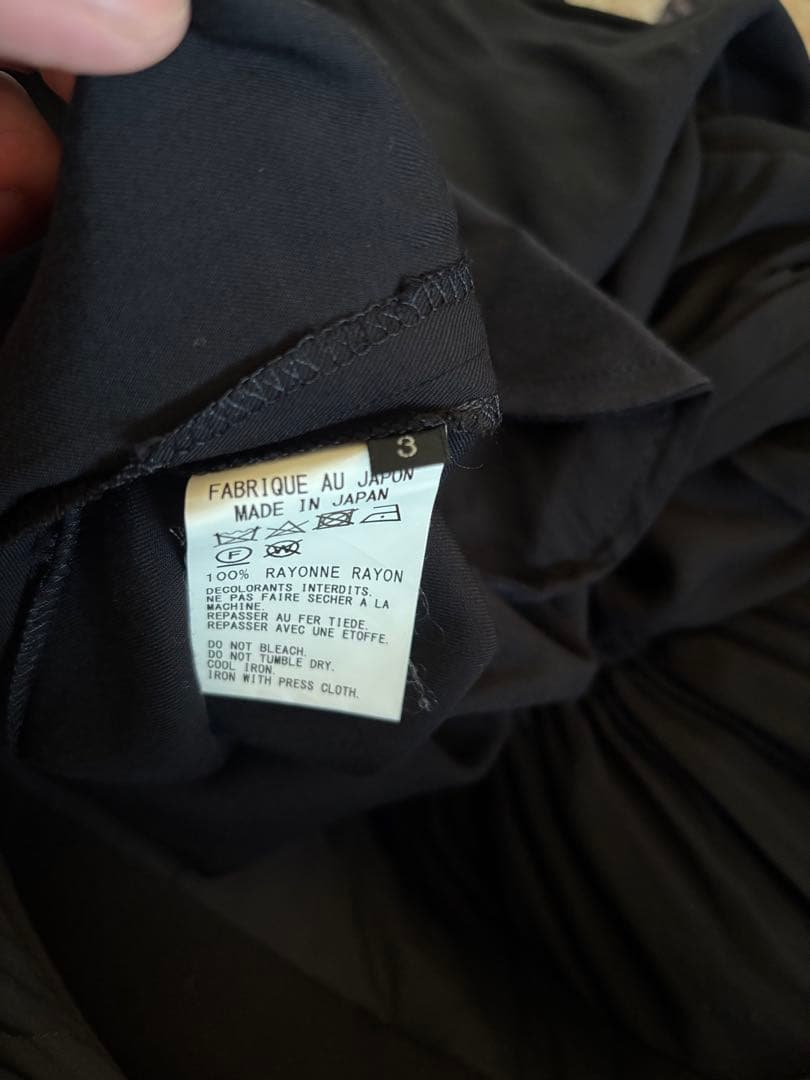 3
FABRIQUE AU JAPON
MADE IN JAPAN
F W
100% RAYONNE RAYON
DECOLORANTS INTERDITS.
NE PAS FAIRE SECHER A LA
MACHINE.
REPASSER AU FER TIEDE.
REPASSER AVEC UNE ETOFFE.
DO NOT BLEACH.
DO NOT TUMBLE DRY.
COOL IRON.
IRON WITH PRESS CLOTH.